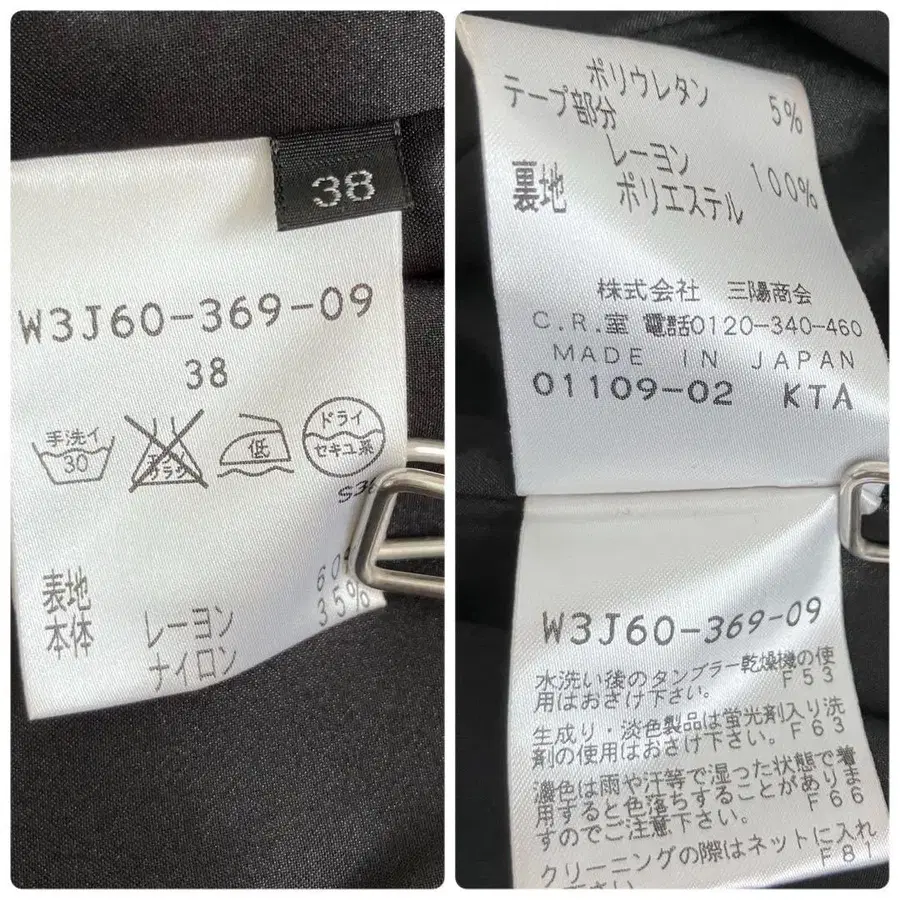 38
W3J60-369-09
38
手洗イ
30
エンソ
サラシ
低
ドライ
セキユ系
表地
本体
レーヨン
35%
ナイロン
ポリウレタン
5%
テープ部分
レーヨン
100%
裏地
ポリエステル
株式会社 三陽商会
C.R.室 電話0120-340-460
MADE IN JAPAN
01109-02 KTA
W3J60-369-09
水洗い後のタンブラー乾燥機の使
用はおさけ下さい。 F53
生成り・淡色製品は蛍光剤入り洗
剤の使用はおさけ下さい。F63
濃色は雨や汗等で湿った状態で着
用すると色落ちすることがありま
すのでご注意下さい。 F66
クリーニングの際はネットに入れ
F81